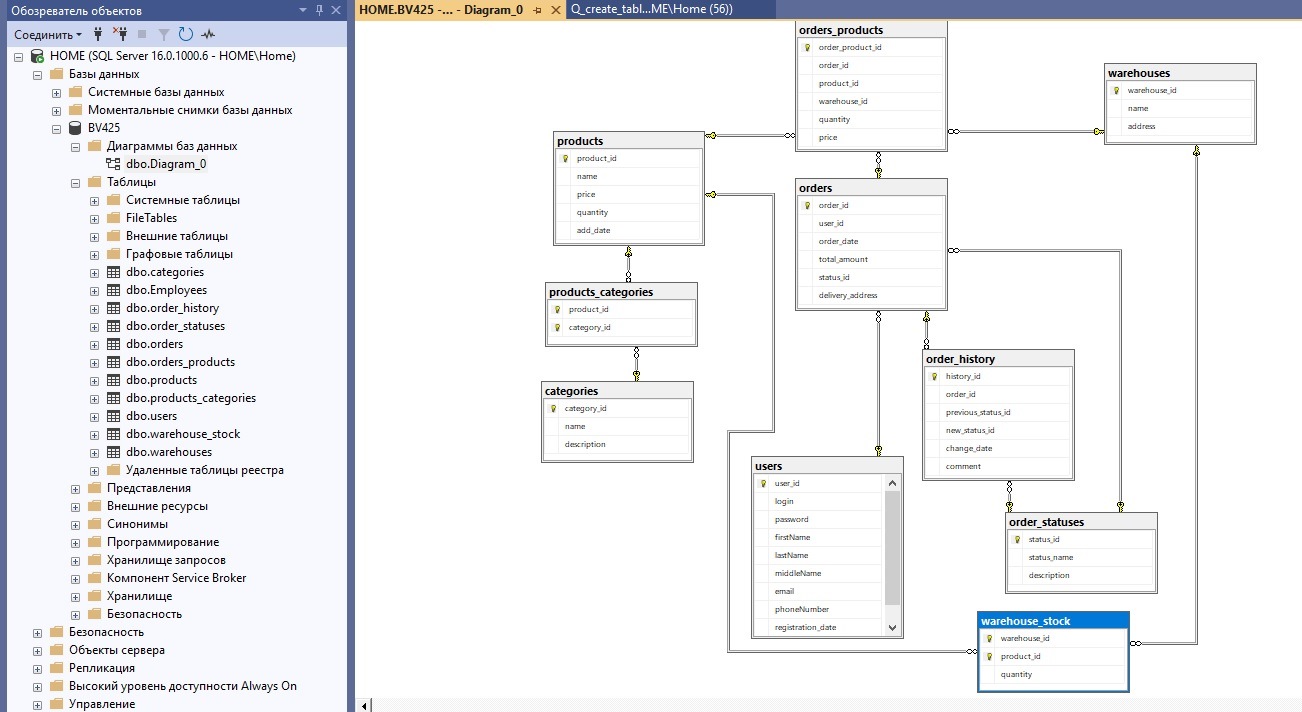 Обозреватель объектов
Соединить
HOME (SQL Server 16.0.1000.6 - HOME\Home)
Базы данных
Системные базы данных
Моментальные снимки базы данных
BV425
Диаграммы баз данных
dbo.Diagram_0
Таблицы
Системные таблицы
FileTables
Внешние таблицы
Графовые таблицы
dbo.categories
dbo.Employees
dbo.order_history
dbo.order_statuses
dbo.orders
dbo.orders_products
dbo.products
dbo.products_categories
dbo.users
dbo.warehouse_stock
dbo.warehouses
Удаленные таблицы реестра
Представления
Внешние ресурсы
Синонимы
Программирование
Хранилище запросов
Компонент Service Broker
Хранилище
Безопасность
Безопасность
Объекты сервера
Репликация
Высокий уровень доступности Always On
Управление
HOME.BV425 -... - Diagram_0
Q_create_tabl...ME\Home (56))
orders_products
order_product_id
order_id
product_id
warehouse_id
quantity
price
warehouses
warehouse_id
name
address
products
product_id
name
price
quantity
add_date
orders
order_id
user_id
order_date
total_amount
status_id
delivery_address
products_categories
product_id
category_id
order_history
history_id
order_id
previous_status_id
new_status_id
change_date
comment
categories
category_id
name
description
users
user_id
login
password
firstName
lastName
middleName
email
phoneNumber
registration_date
order_statuses
status_id
status_name
description
warehouse_stock
warehouse_id
product_id
quantity